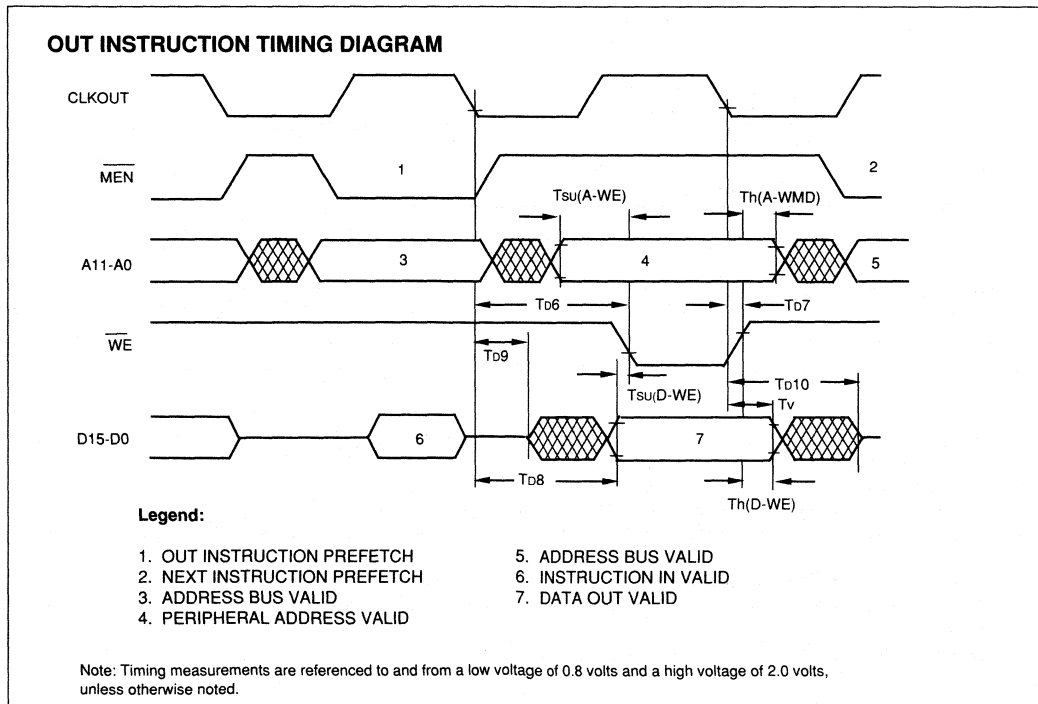 OUT INSTRUCTION TIMING DIAGRAM
CLKOUT
MEN
1
2
TSU(A-WE)
Th(A-WMD)
A11-A0
3
4
5
TD6
TD7
WE
TD9
TSU(D-WE)
TD10
TV
D15-D0
6
7
TD8
Th(D-WE)
Legend:
1. OUT INSTRUCTION PREFETCH
2. NEXT INSTRUCTION PREFETCH
3. ADDRESS BUS VALID
4. PERIPHERAL ADDRESS VALID
5. ADDRESS BUS VALID
6. INSTRUCTION IN VALID
7. DATA OUT VALID
Note: Timing measurements are referenced to and from a low voltage of 0.8 volts and a high voltage of 2.0 volts,
unless otherwise noted.